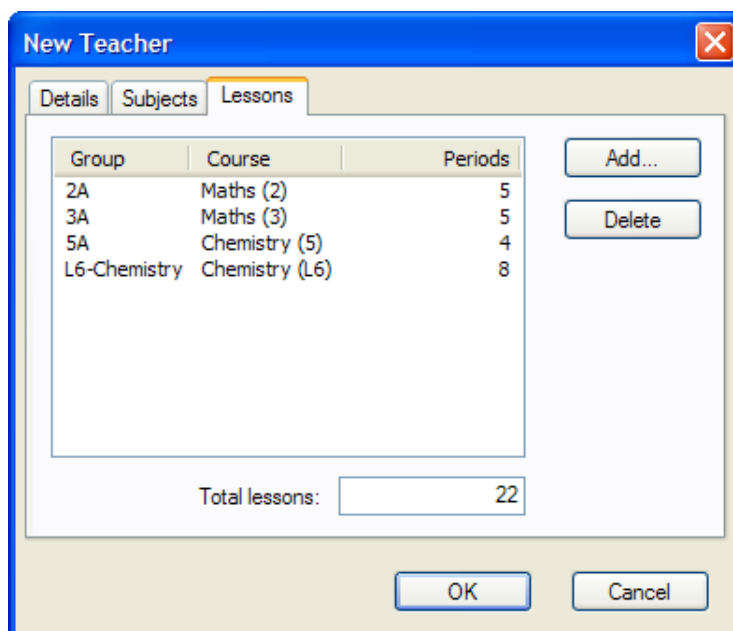 New Teacher
Details Subjects Lessons
Group Course Periods Add...
2A Maths (2) 5
3A Maths (3) 5 Delete
5A Chemistry (5) 4
L6-Chemistry Chemistry (L6) 8
Total lessons: 22
OK Cancel